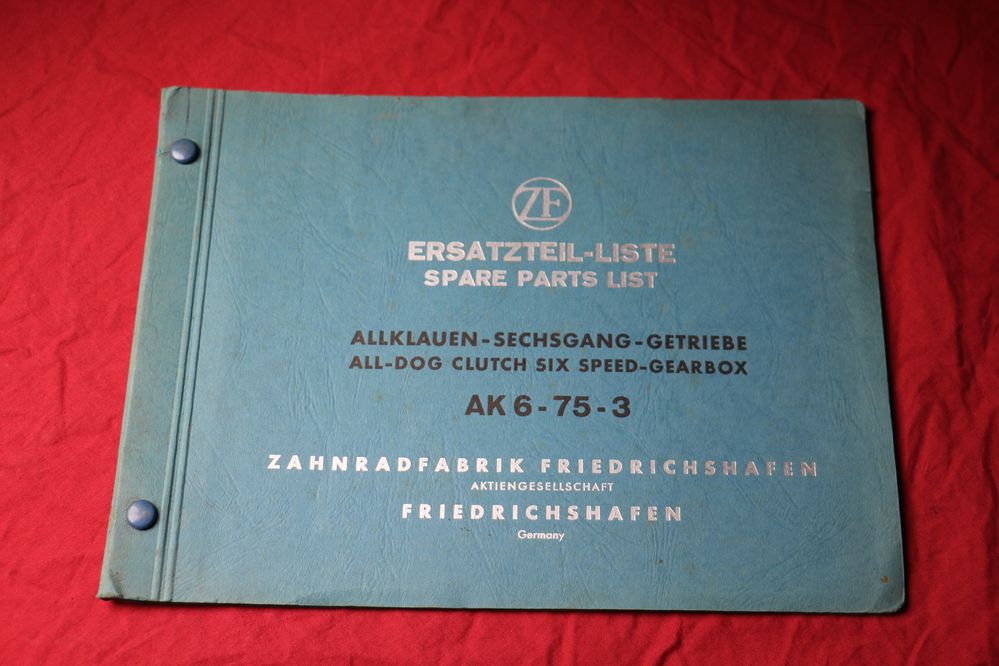 ZF
ERSATZTEIL-LISTE
SPARE PARTS LIST
ALLKLAUEN-SECHSGANG-GETRIEBE
ALL-DOG CLUTCH SIX SPEED-GEARBOX
AK 6 - 75 - 3
ZAHNRADFABRIK FRIEDRICHSHAFEN
AKTIENGESELLSCHAFT
FRIEDRICHSHAFEN
Germany